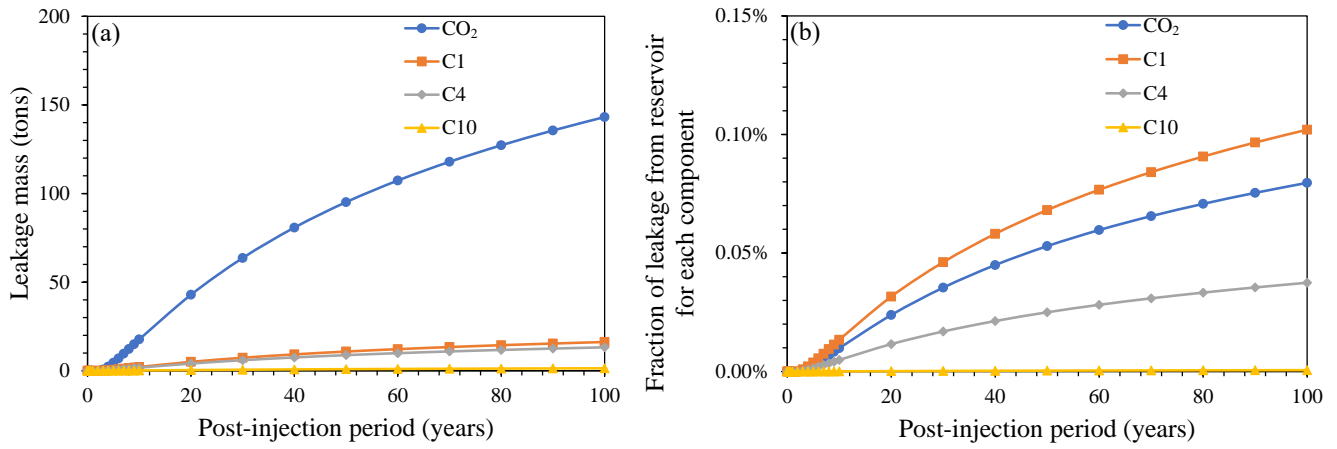 (a)
200
150
100
50
0
Leakage mass (tons)
CO₂
C1
C4
C10
0 20 40 60 80 100
Post-injection period (years)
(b)
0.15%
0.10%
0.05%
0.00%
Fraction of leakage from reservoir
for each component
CO₂
C1
C4
C10
0 20 40 60 80 100
Post-injection period (years)